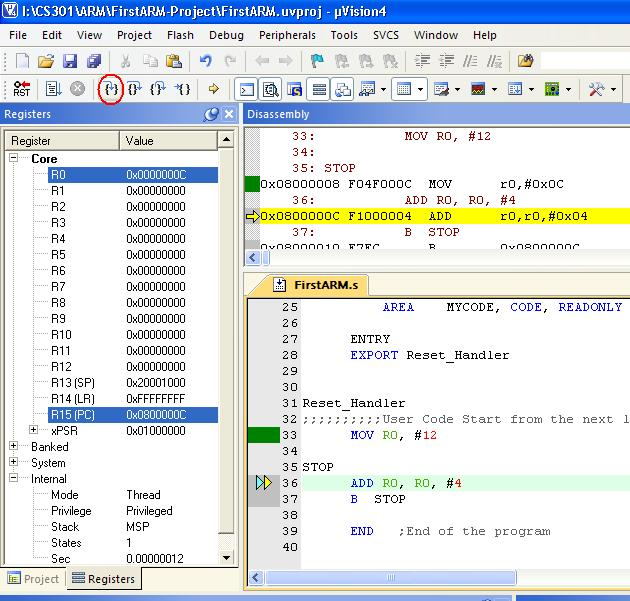 I:\CS301\ARM\FirstARM-Project\FirstARM.uvproj - µVision4
File Edit View Project Flash Debug Peripherals Tools SVCS Window Help
RST
Registers
Register Value
Core
R0 0x0000000C
R1 0x00000000
R2 0x00000000
R3 0x00000000
R4 0x00000000
R5 0x00000000
R6 0x00000000
R7 0x00000000
R8 0x00000000
R9 0x00000000
R10 0x00000000
R11 0x00000000
R12 0x00000000
R13 (SP) 0x20001000
R14 (LR) 0xFFFFFFFF
R15 (PC) 0x0800000C
xPSR 0x01000000
Banked
System
Internal
Mode Thread
Privilege Privileged
Stack MSP
States 1
Sec 0.00000012
Project Registers
Disassembly
33: MOV R0, #12
34:
35: STOP
0x08000008 F04F000C MOV r0,#0x0C
36: ADD R0, R0, #4
0x0800000C F1000004 ADD r0,r0,#0x04
37: B STOP
0x08000010 E7FC B 0x0800000C
FirstARM.s
25 AREA MYCODE, CODE, READONLY
26
27 ENTRY
28 EXPORT Reset_Handler
29
30
31 Reset_Handler
32 ;;;;;;;;;;User Code Start from the next l
33 MOV R0, #12
34
35 STOP
36 ADD R0, R0, #4
37 B STOP
38
39 END ;End of the program
40